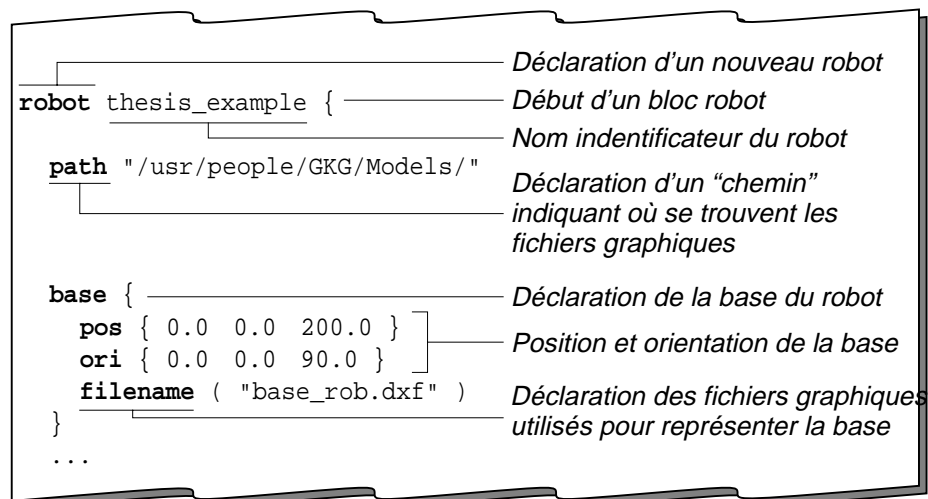 Déclaration d'un nouveau robot
robot thesis_example {
Début d'un bloc robot
Nom indentificateur du robot
path "/usr/people/GKG/Models/"
Déclaration d'un “chemin”
indiquant où se trouvent les
fichiers graphiques
base {
Déclaration de la base du robot
pos { 0.0 0.0 200.0 }
ori { 0.0 0.0 90.0 }
Position et orientation de la base
filename ( "base_rob.dxf" )
Déclaration des fichiers graphiques
utilisés pour représenter la base
}
...